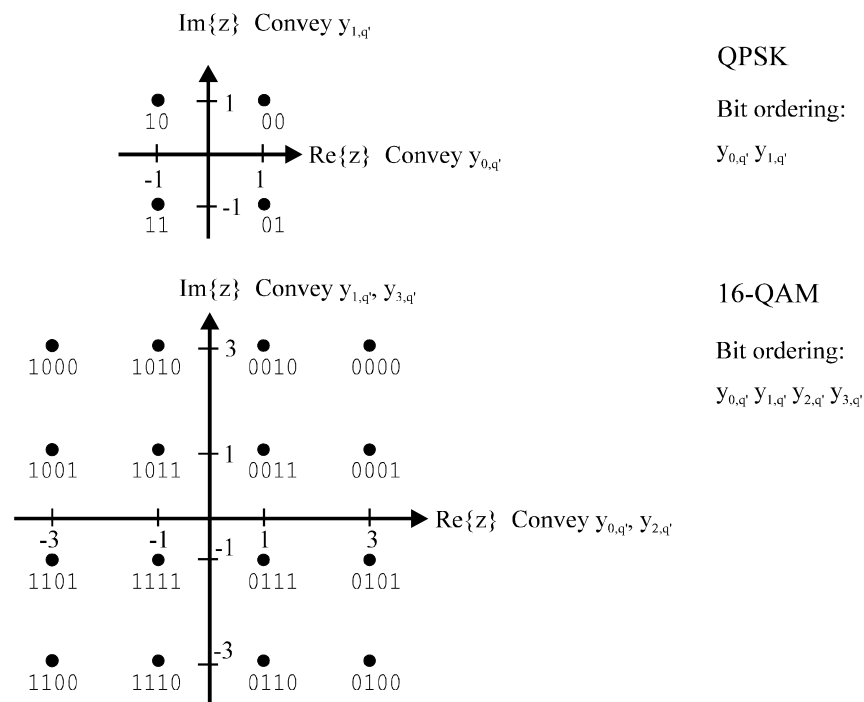 Im{z} Convey y1,q'
QPSK
Bit ordering:
y0,q' y1,q'
1
10 00
Re{z} Convey y0,q'
-1 1
-1
11 01
Im{z} Convey y1,q', y3,q'
16-QAM
Bit ordering:
y0,q' y1,q' y2,q' y3,q'
3
1000 1010 0010 0000
1
1001 1011 0011 0001
Re{z} Convey y0,q', y2,q'
-3 -1 1 3
-1
1101 1111 0111 0101
-3
1100 1110 0110 0100